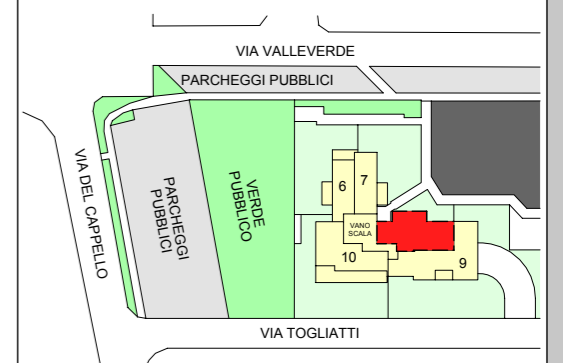 VIA VALLEVERDE
PARCHEGGI PUBBLICI
VIA DEL CAPPELLO
PARCHEGGI
PUBBLICI
VERDE
PUBBLICO
6
7
VANO
SCALA
10
9
VIA TOGLIATTI